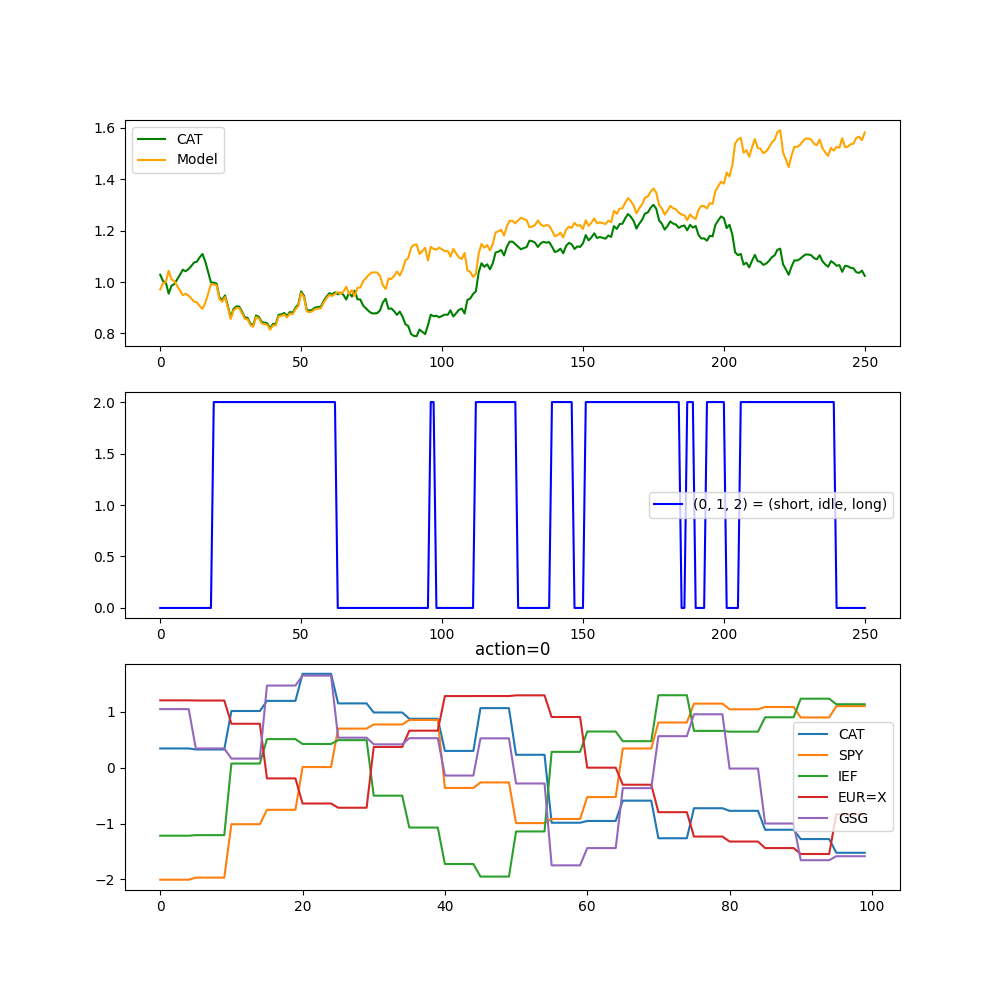 1.6
1.4
1.2
1.0
0.8
CAT
Model
0 50 100 150 200 250
2.0
1.5
1.0
0.5
0.0
(0, 1, 2) = (short, idle, long)
0 50 100 150 200 250
action=0
1
0
−1
−2
CAT
SPY
IEF
EUR=X
GSG
0 20 40 60 80 100